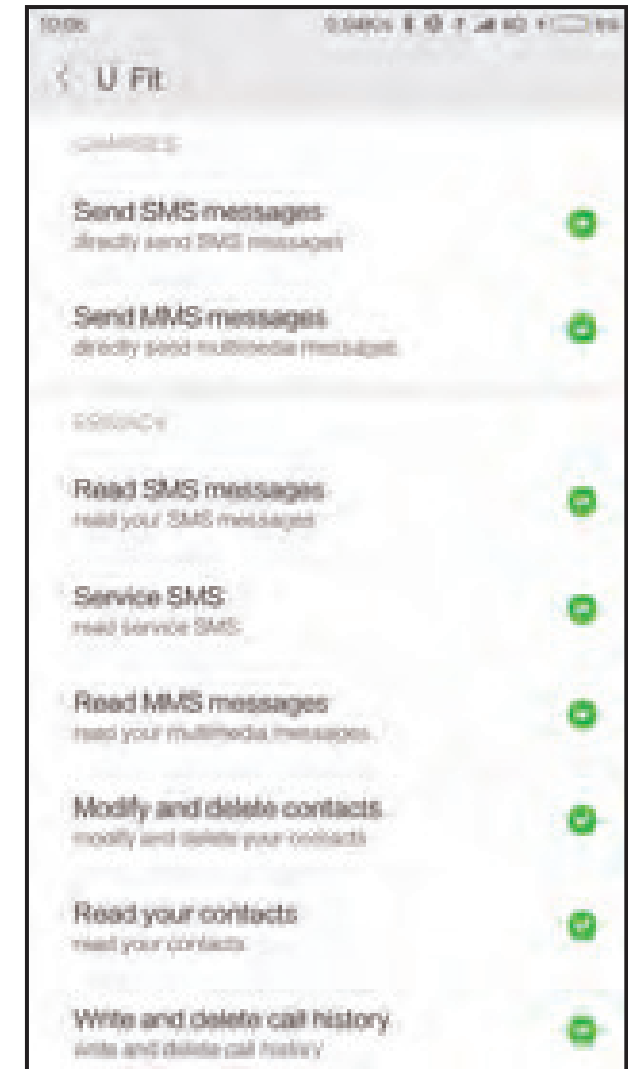 10:06
U Fit
Send SMS messages
directly send SMS messages
Send MMS messages
directly send multimedia messages
PRIVACY
Read SMS messages
read your SMS messages
Service SMS
read service SMS
Read MMS messages
read your multimedia messages
Modify and delete contacts
modify and delete your contacts
Read your contacts
read your contacts
Write and delete call history
write and delete call history